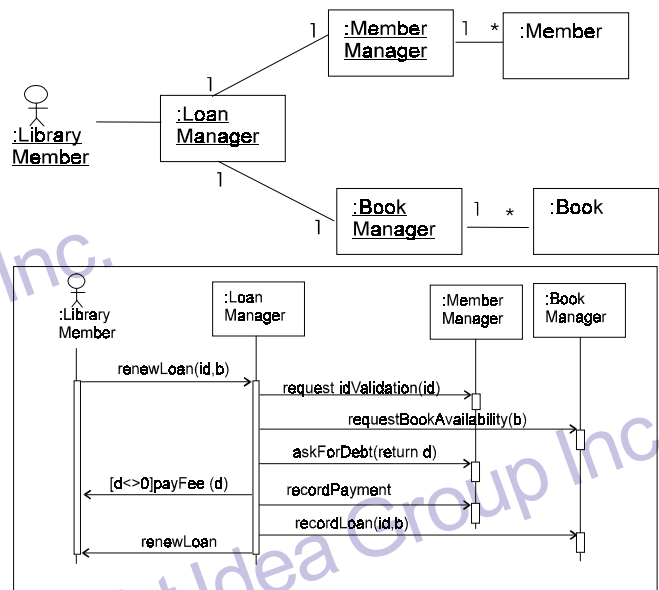 :Member
Manager
:Member
1
1 *
1
:Library
Member
:Loan
Manager
1
1
:Book
Manager
1 *
:Book
Inc.
:Library
Member
:Loan
Manager
:Member
Manager
:Book
Manager
renewLoan(id,b)
request idValidation(id)
requestBookAvailability(b)
askForDebt(return d)
[d<>0]payFee (d)
recordPayment
recordLoan(id,b)
renewLoan
Idea Group Inc